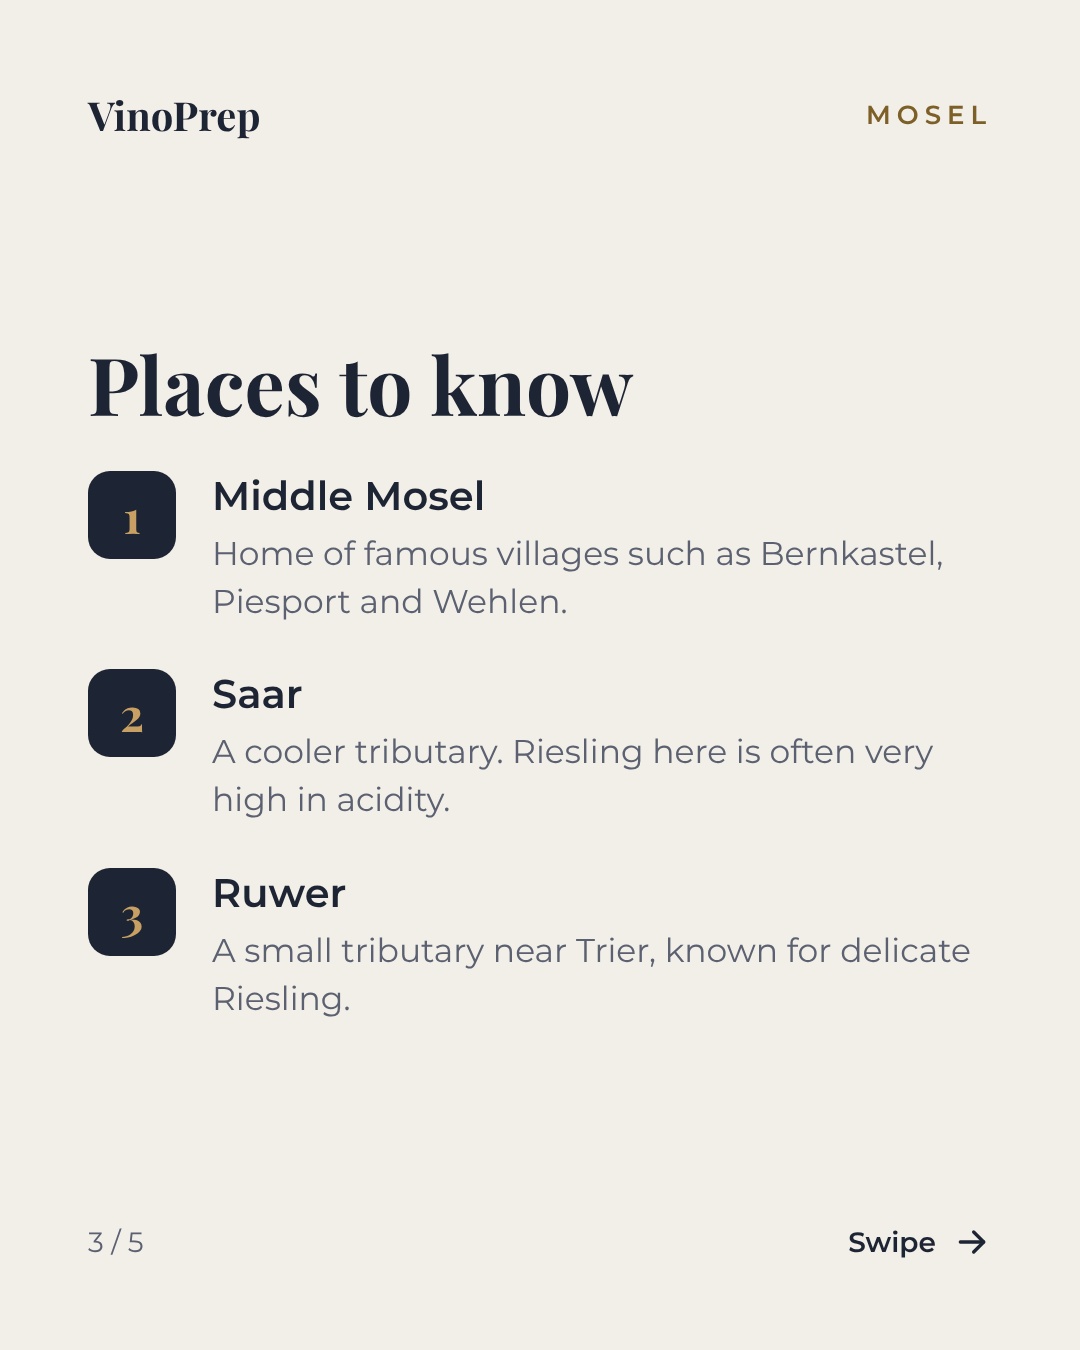 VinoPrep
MOSEL
Places to know
1
Middle Mosel
Home of famous villages such as Bernkastel,
Piesport and Wehlen.
2
Saar
A cooler tributary. Riesling here is often very
high in acidity.
3
Ruwer
A small tributary near Trier, known for delicate
Riesling.
3 / 5
Swipe →